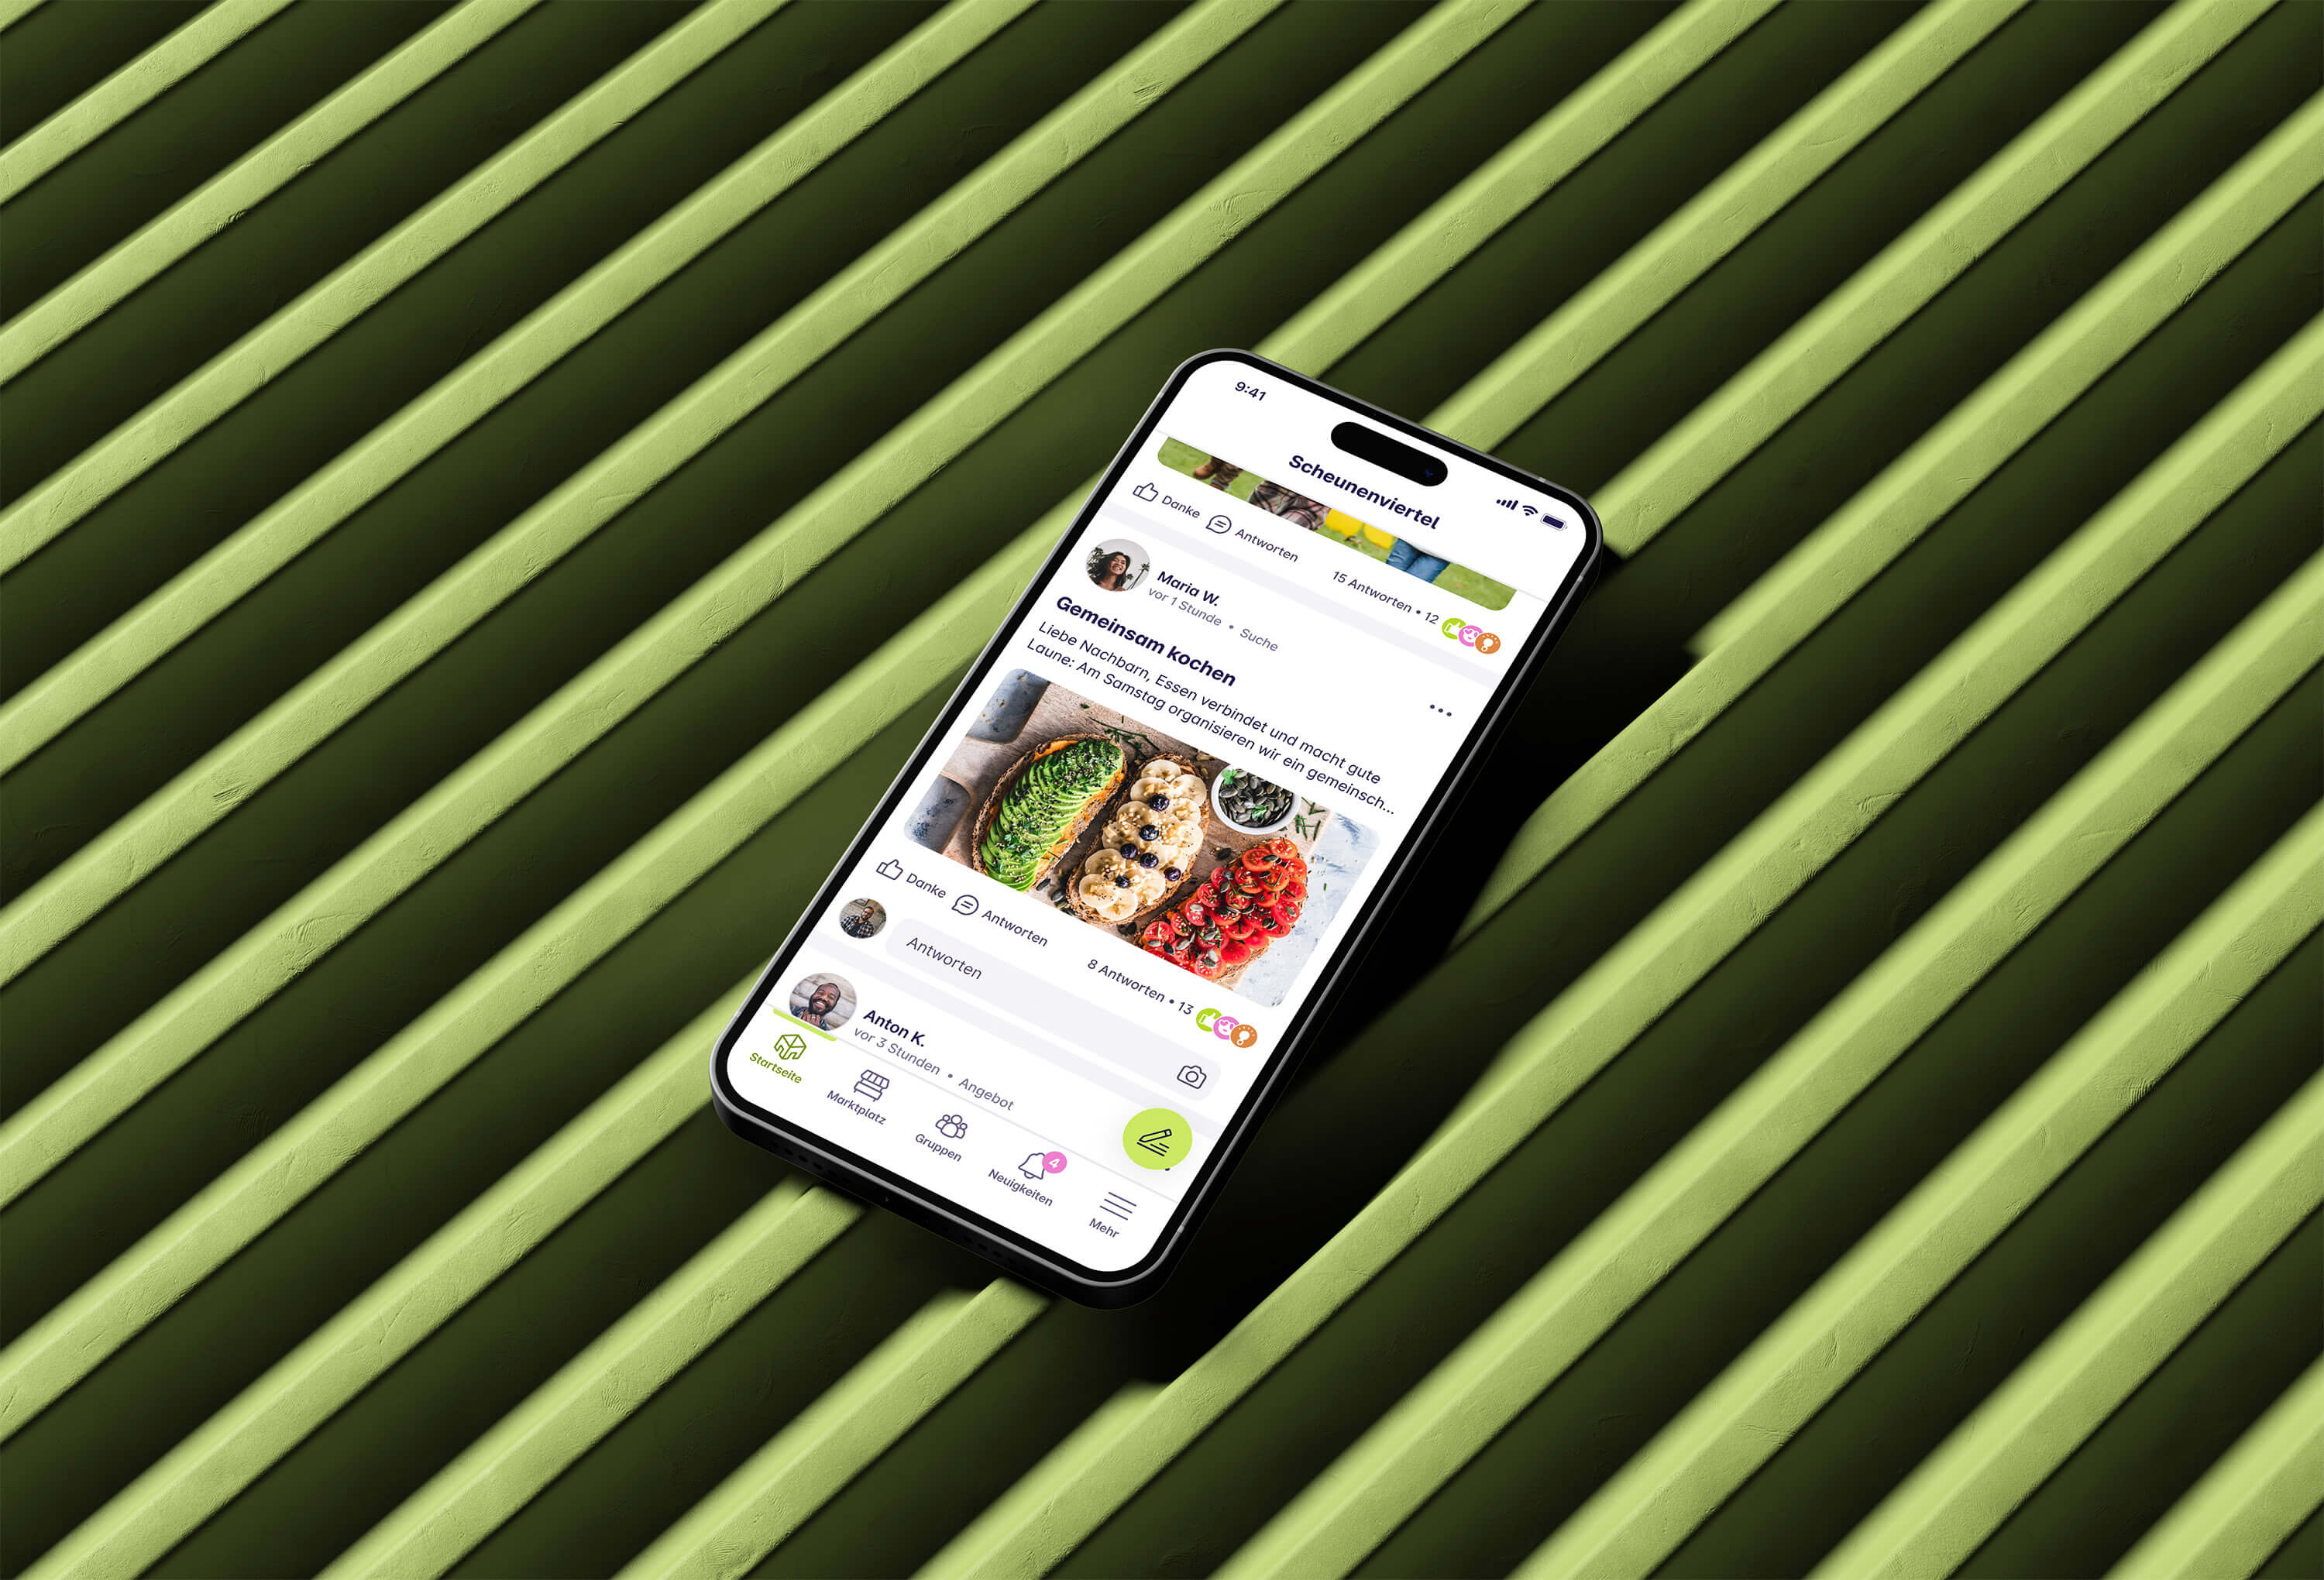 9:41
Scheunenviertel
Danke
Antworten
15 Antworten • 12
Maria W.
vor 1 Stunde • Suche
Gemeinsam kochen
Liebe Nachbarn, Essen verbindet und macht gute
Laune: Am Samstag organisieren wir ein gemeinsch...
Danke
Antworten
8 Antworten • 13
Antworten
Anton K.
vor 3 Stunden • Angebot
Startseite
Marktplatz
Gruppen
4
Neuigkeiten
Mehr